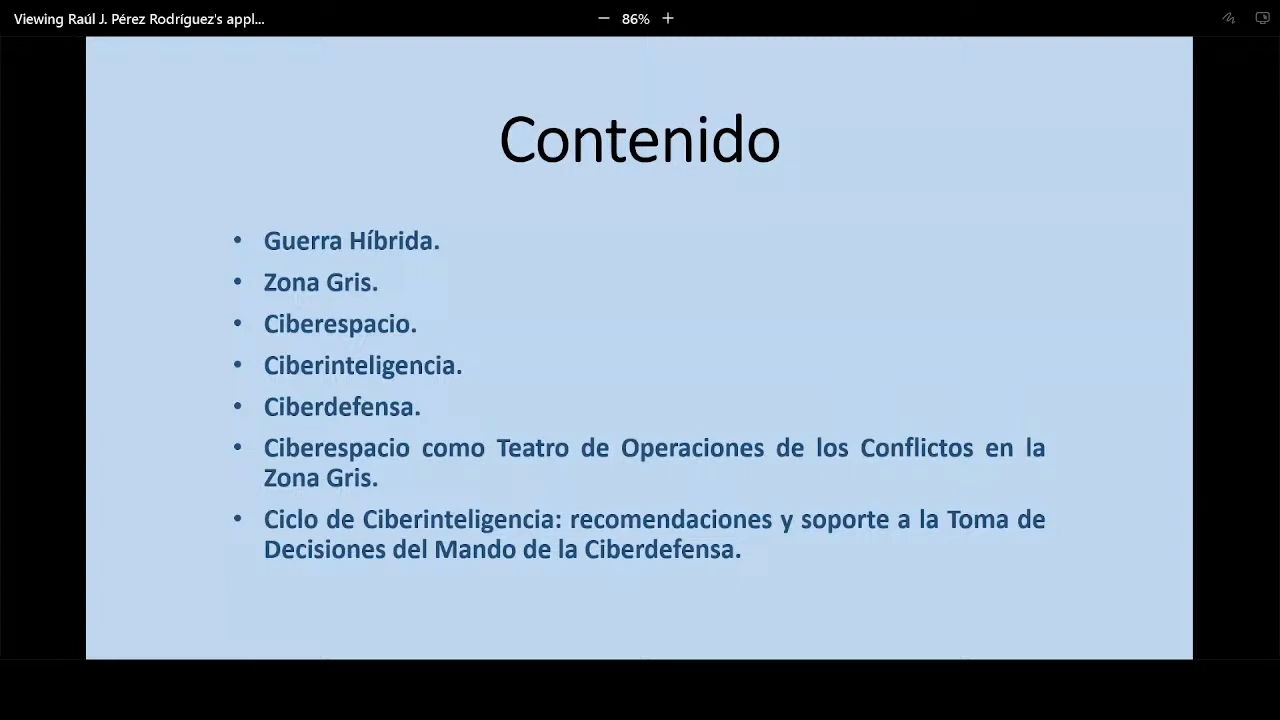 Viewing Raúl J. Pérez Rodríguez's appl...
86%
Contenido
• Guerra Híbrida.
• Zona Gris.
• Ciberespacio.
• Ciberinteligencia.
• Ciberdefensa.
• Ciberespacio como Teatro de Operaciones de los Conflictos en la
Zona Gris.
• Ciclo de Ciberinteligencia: recomendaciones y soporte a la Toma de
Decisiones del Mando de la Ciberdefensa.